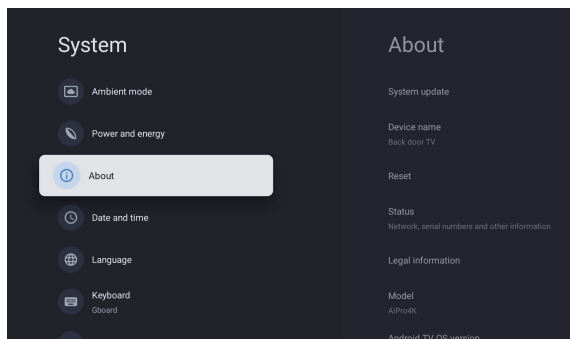 System
Ambient mode
Power and energy
About
Date and time
Language
Keyboard
Gboard
About
System update
Device name
Back door TV
Reset
Status
Network, serial numbers and other information
Legal information
Model
AiPro4K
Android TV OS version